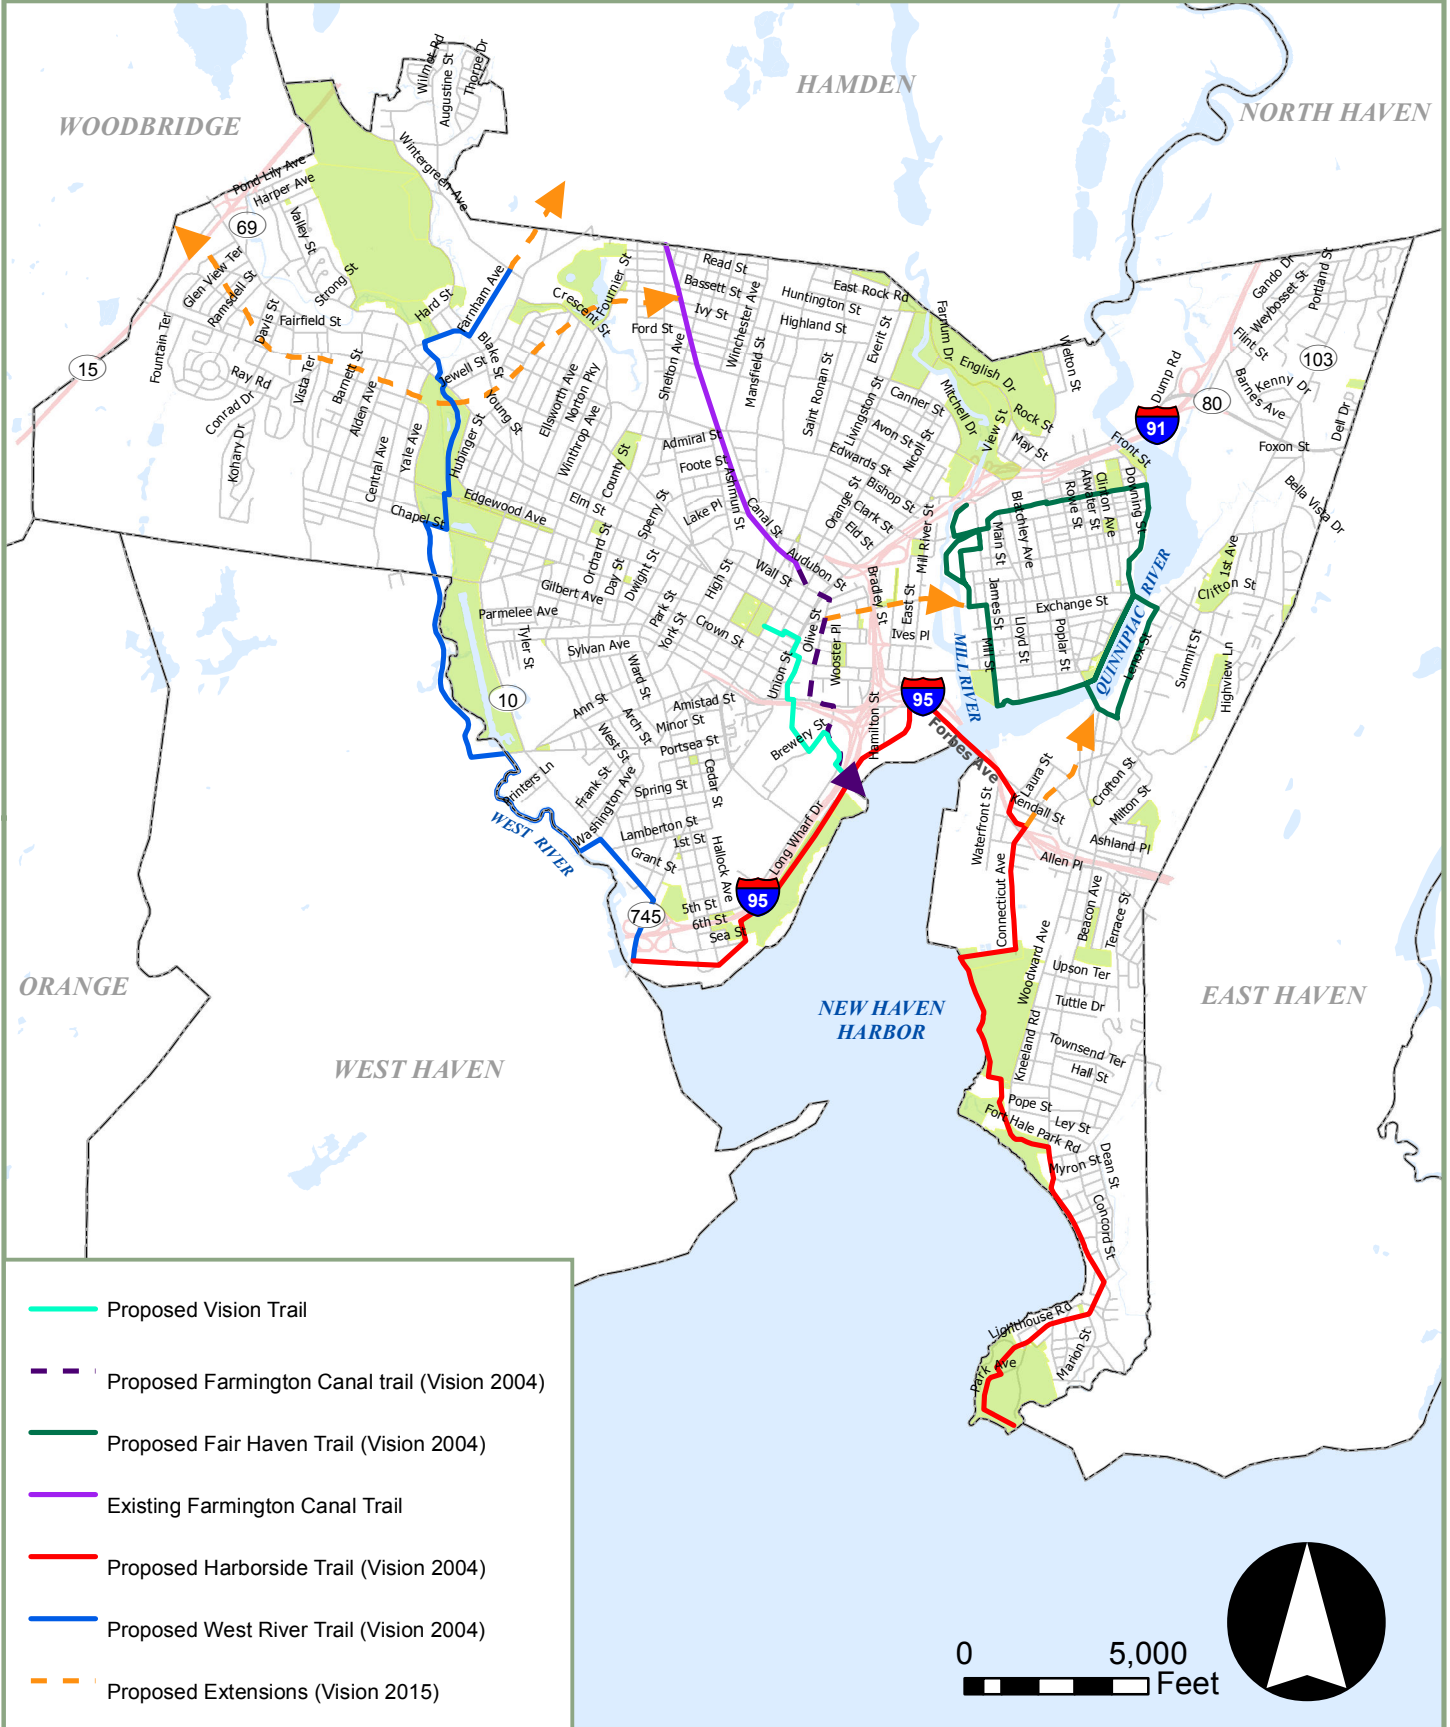 WOODBRIDGE
HAMDEN
NORTH HAVEN
Wilmot Rd
Augustine St
Thorpe Dr
Wintergreen Ave
Pond Lily Ave
Harper Ave
69
Valley St
Glen View Ter
Ramsdell St
Strong St
Davis St
Fairfield St
Hard St
Farnham Ave
Blake St
Jewell St
Crescent St
Fournier St
Read St
Bassett St
Ivy St
Ford St
Winchester Ave
Huntington St
Highland St
East Rock Rd
Everit St
Farnum Dr
English Dr
Welton St
Dump Rd
Gando Dr
Weybosset St
Portland St
Flint St
103
Kenny Dr
Barnes Ave
80
91
Dell Dr
Foxon St
Bella Vista Dr
15
Fountain Ter
Ray Rd
Conrad Dr
Kohary Dr
Vista Ter
Barnett St
Alden Ave
Central Ave
Yale Ave
Hubinger St
Young St
Ellsworth Ave
Norton Pky
Winthrop Ave
Shelton Ave
Mansfield St
Saint Ronan St
Livingston St
Canner St
Mitchell Dr
View St
Rock St
May St
Front St
Avon St
Nicoll St
Edwards St
Bishop St
Orange St
Clark St
Eld St
Mill River St
Admiral St
Foote St
Ashmun St
Canal St
Lake Pl
County St
Sperry St
Elm St
Edgewood Ave
Chapel St
Orchard St
Day St
Dwight St
Gilbert Ave
Parmelee Ave
Tyler St
Sylvan Ave
Park St
York St
High St
Wall St
Audubon St
Crown St
Olive St
Wooster Pl
Union St
Bradley St
East St
Ives Pl
MILL RIVER
Blatchley Ave
Main St
James St
Lloyd St
Mill St
Rowe St
Atwater St
Clinton Ave
Downing St
Exchange St
Poplar St
QUINNIPIAC RIVER
Lenox St
1st Ave
Clifton St
Summit St
Highview Ln
10
Ward St
Ann St
Arch St
West St
Amistad St
Minor St
Portsea St
Brewery St
Hamilton St
95
Forbes Ave
Frank St
Washington Ave
Printers Ln
WEST RIVER
Spring St
Cedar St
Lamberton St
1st St
Grant St
Hallock Ave
Long Wharf Dr
95
745
5th St
6th St
Sea St
Laura St
Kendall St
Waterfront St
Crofton St
Milton St
Ashland Pl
Allen Pl
Connecticut Ave
Beacon Ave
Terrace St
Woodward Ave
Upson Ter
Tuttle Dr
Kneeland Rd
Townsend Ter
Hall St
Pope St
Ley St
Fort Hale Park Rd
Myron St
Dean St
Concord St
Lighthouse Rd
Park Ave
Marion St
ORANGE
WEST HAVEN
NEW HAVEN
HARBOR
EAST HAVEN
Proposed Vision Trail
Proposed Farmington Canal trail (Vision 2004)
Proposed Fair Haven Trail (Vision 2004)
Existing Farmington Canal Trail
Proposed Harborside Trail (Vision 2004)
Proposed West River Trail (Vision 2004)
Proposed Extensions (Vision 2015)
0 5,000
Feet